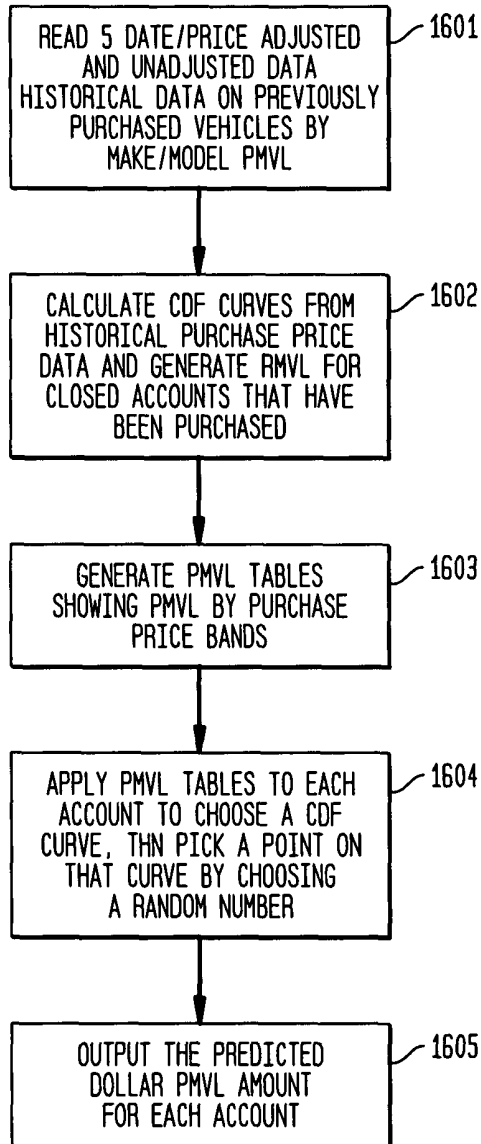 READ 5 DATE/PRICE ADJUSTED
AND UNADJUSTED DATA
HISTORICAL DATA ON PREVIOUSLY
PURCHASED VEHICLES BY
MAKE/MODEL PMVL
1601
CALCULATE CDF CURVES FROM
HISTORICAL PURCHASE PRICE
DATA AND GENERATE RMVL FOR
CLOSED ACCOUNTS THAT HAVE
BEEN PURCHASED
1602
GENERATE PMVL TABLES
SHOWING PMVL BY PURCHASE
PRICE BANDS
1603
APPLY PMVL TABLES TO EACH
ACCOUNT TO CHOOSE A CDF
CURVE, THN PICK A POINT ON
THAT CURVE BY CHOOSING
A RANDOM NUMBER
1604
OUTPUT THE PREDICTED
DOLLAR PMVL AMOUNT
FOR EACH ACCOUNT
1605